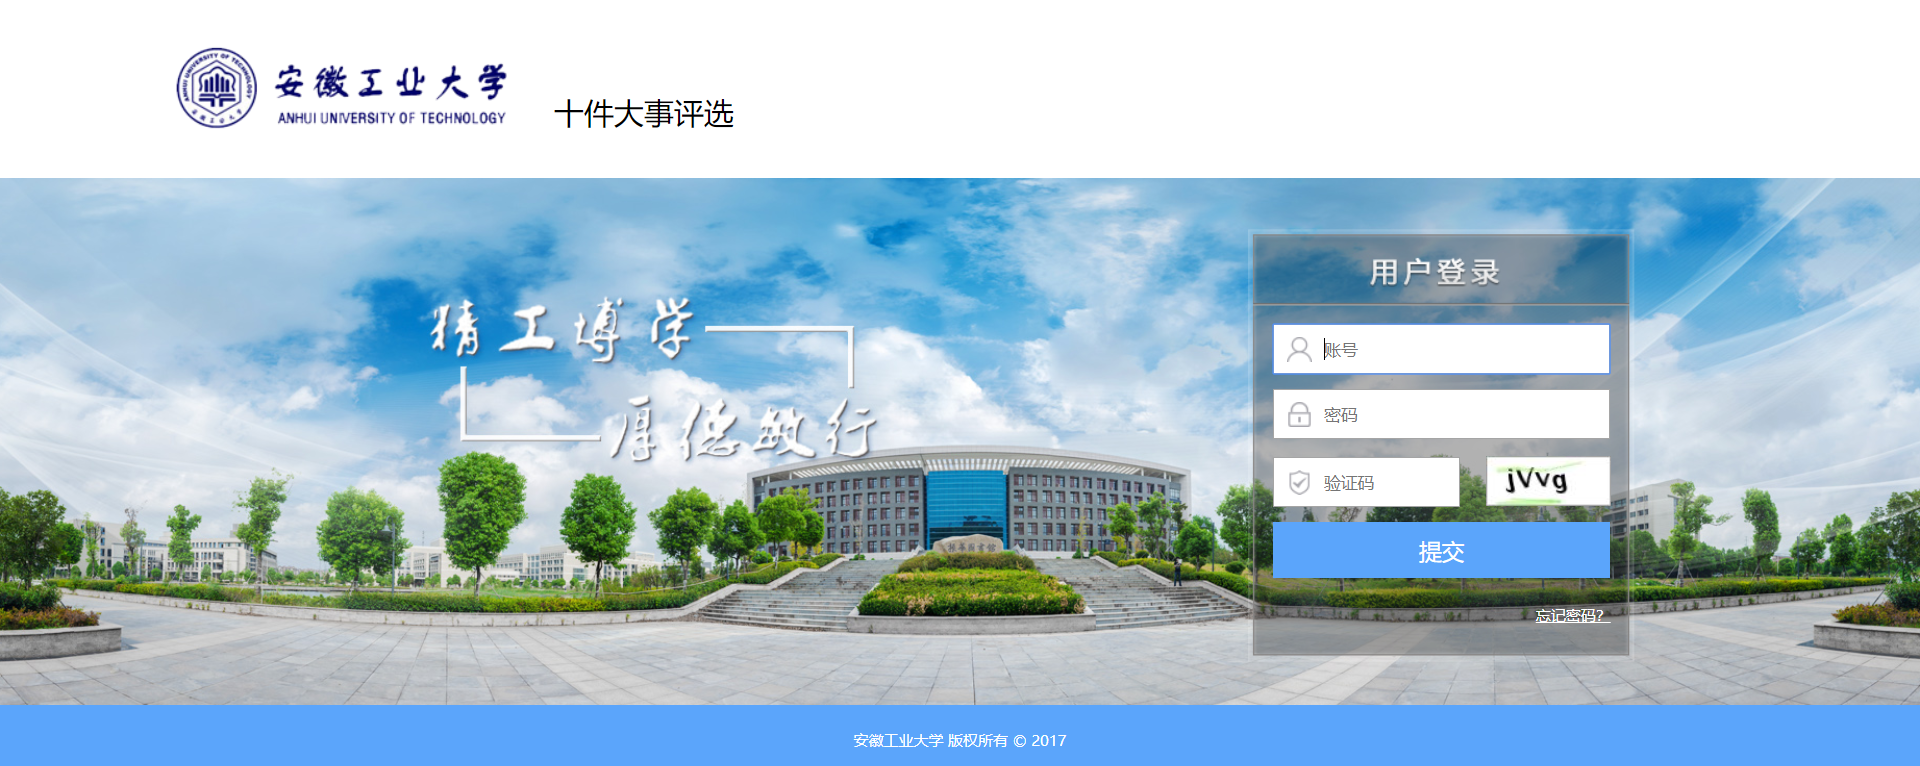 安徽工业大学
ANHUI UNIVERSITY OF TECHNOLOGY
十件大事评选
精工博学
厚德敏行
用户登录
账号
密码
验证码
jVvg
提交
忘记密码?
安徽工业大学 版权所有 © 2017